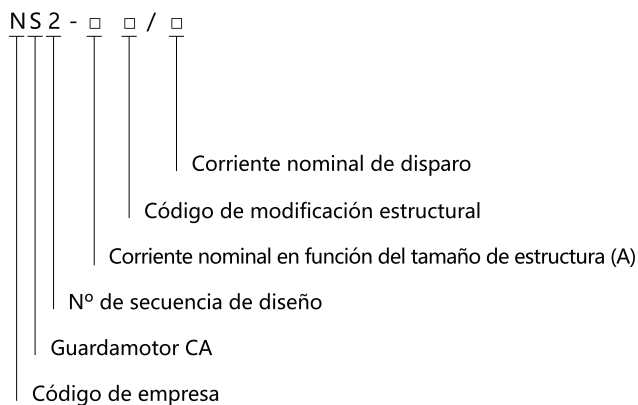 NS2-□ □/□
Corriente nominal de disparo
Código de modificación estructural
Corriente nominal en función del tamaño de estructura (A)
Nº de secuencia de diseño
Guardamotor CA
Código de empresa